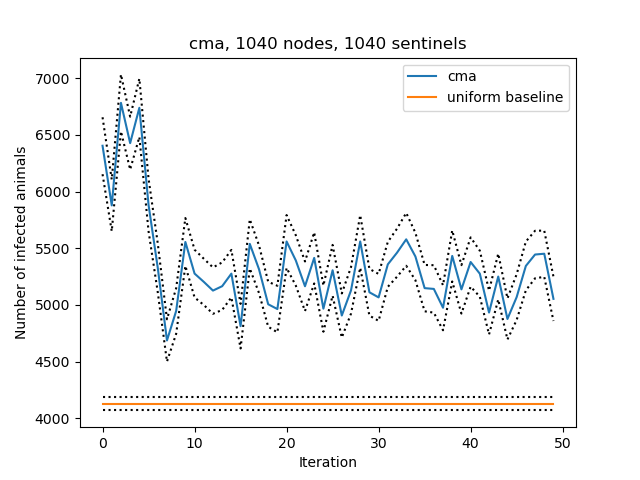 cma, 1040 nodes, 1040 sentinels
cma
uniform baseline
Number of infected animals
7000
6500
6000
5500
5000
4500
4000
0 10 20 30 40 50
Iteration